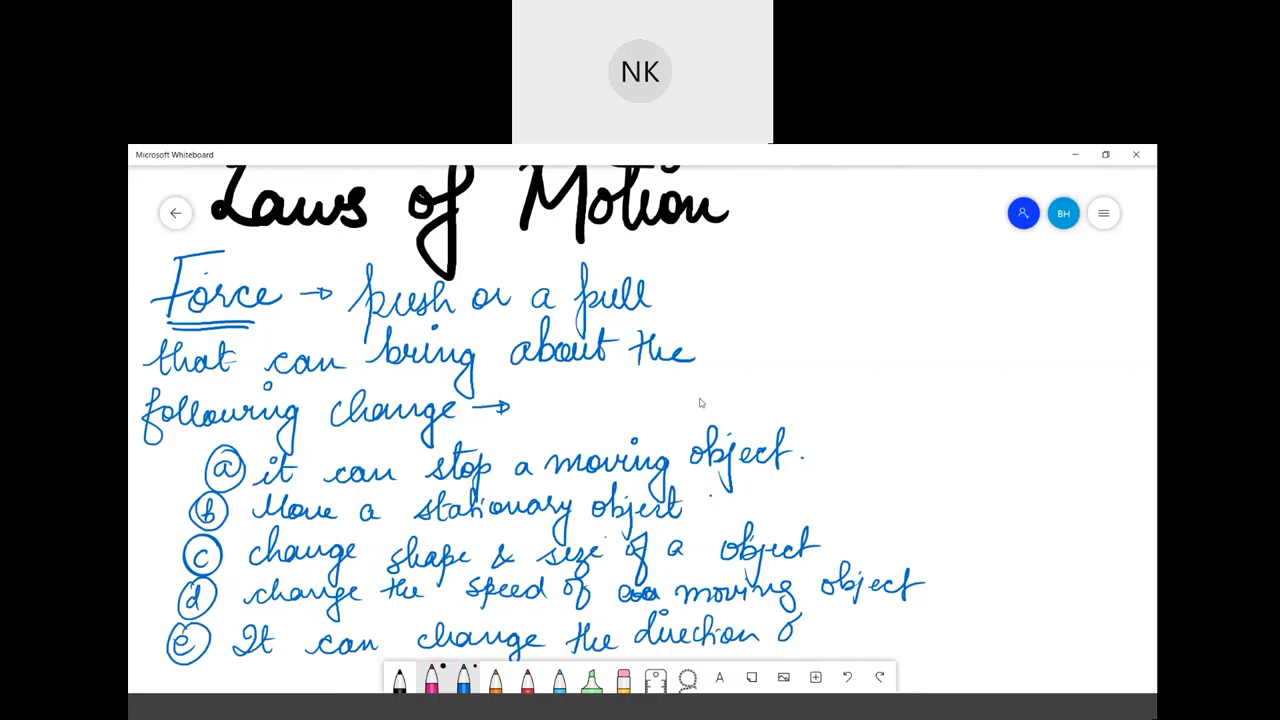 NK
Microsoft Whiteboard
Laws of Motion
BH
Force → push or a pull
that can bring about the
following change →
(a) it can stop a moving object.
(b) Move a stationary object
(c) change shape & size of a object
(d) change the speed of a moving object
(e) It can change the direction o
A